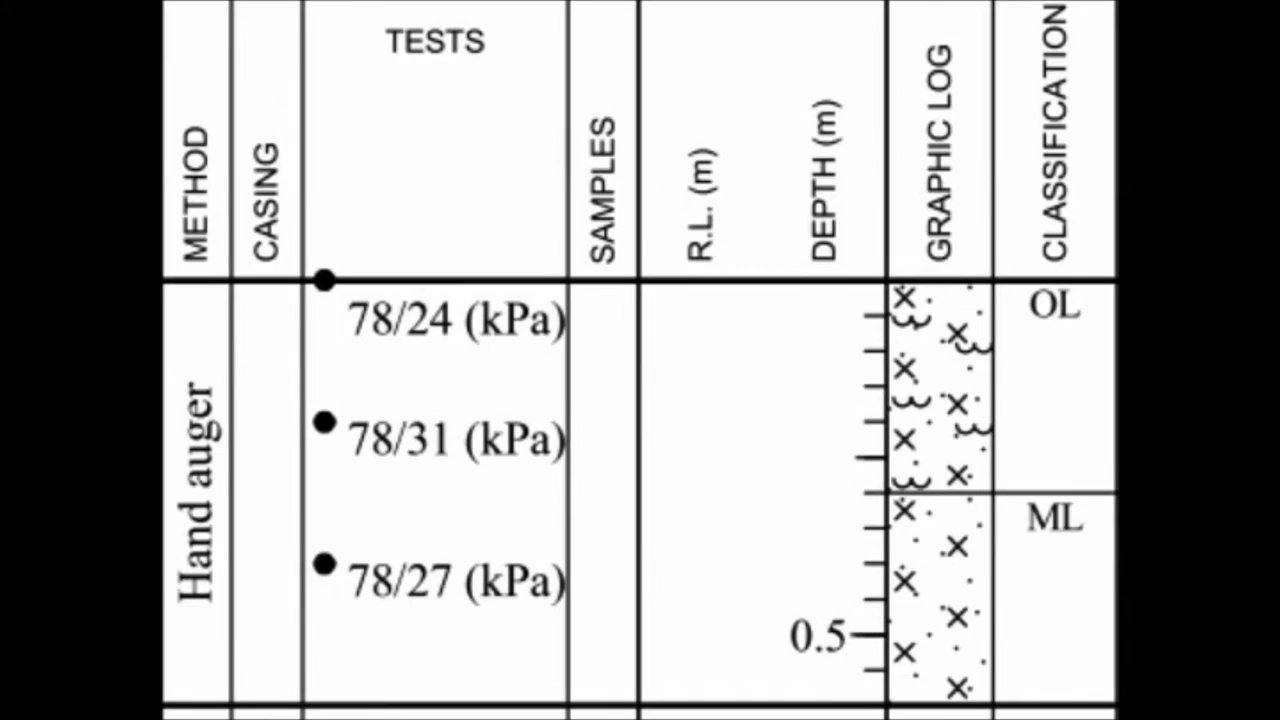 METHOD
CASING
TESTS
SAMPLES
R.L. (m)
DEPTH (m)
GRAPHIC LOG
CLASSIFICATION
Hand auger
78/24 (kPa)
78/31 (kPa)
78/27 (kPa)
0.5
OL
ML